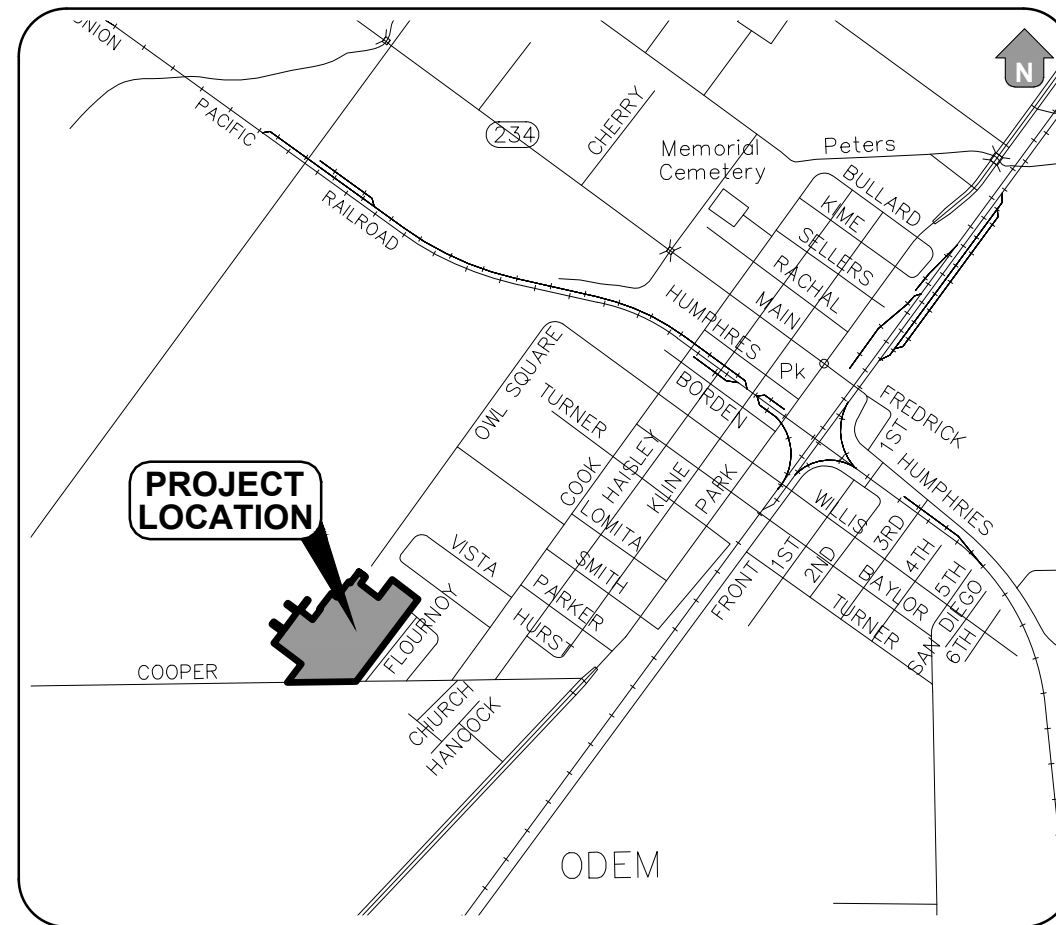 UNION
PACIFIC
RAILROAD
234
CHERRY
N
Memorial
Cemetery
Peters
BULLARD
KIME
SELLERS
RACHAL
MAIN
HUMPHRES
Pk
BORDEN
FREDRICK
1ST
HUMPHRIES
OWL SQUARE
TURNER
COOK
HAISLEY
KLINE
PARK
LOMITA
SMITH
VISTA
PARKER
HURST
FLOURNOY
PROJECT
LOCATION
COOPER
CHURCH
HANCOCK
FRONT
1ST
2ND
WILLIS
3RD
4TH
5TH
BAYLOR
TURNER
SAN DIEGO
6TH
ODEM